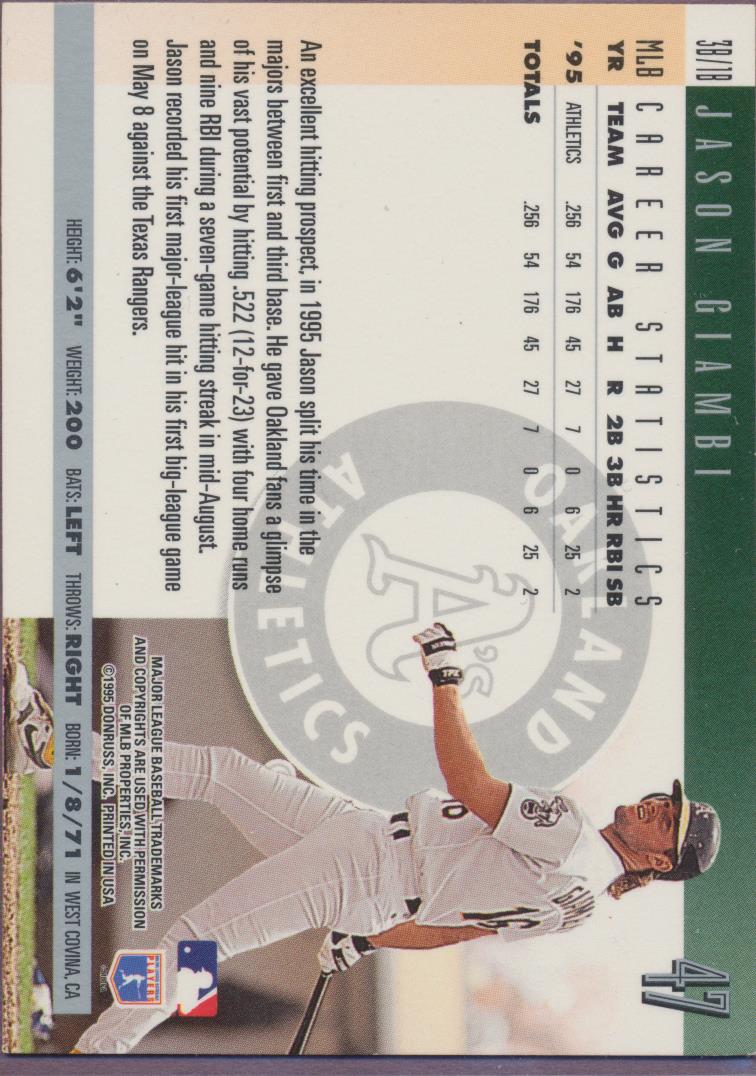 3B/1B JASON GIAMBI 47
MLB CAREER STATISTICS
YR TEAM AVG G AB H R 2B 3B HR RBI SB
'95 ATHLETICS .256 54 176 45 27 7 0 6 25 2
TOTALS .256 54 176 45 27 7 0 6 25 2
OAKLAND
A's
ATHLETICS
An excellent hitting prospect, in 1995 Jason split his time in the
majors between first and third base. He gave Oakland fans a glimpse
of his vast potential by hitting .522 (12-for-23) with four home runs
and nine RBI during a seven-game hitting streak in mid-August.
Jason recorded his first major-league hit in his first big-league game
on May 8 against the Texas Rangers.
GIAMBI
16
16
MAJOR LEAGUE BASEBALL TRADEMARKS
AND COPYRIGHTS ARE USED WITH PERMISSION
OF MLB PROPERTIES, INC.
©1995 DONRUSS, INC. PRINTED IN USA
PLAYERS
HEIGHT: 6'2" WEIGHT: 200 BATS: LEFT THROWS: RIGHT BORN: 1/8/71 IN WEST COVINA, CA